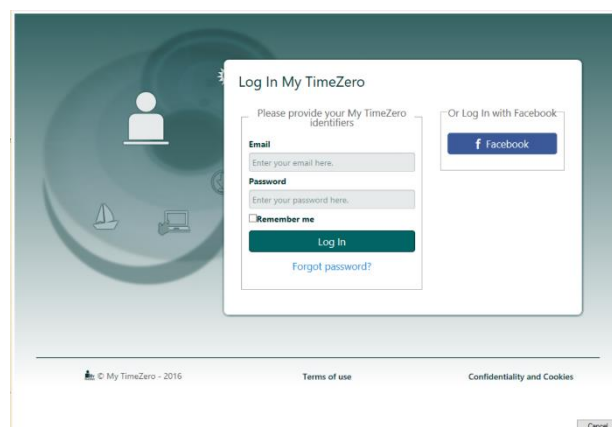 Log In My TimeZero
Please provide your My TimeZero
identifiers
Or Log In with Facebook
Email
f Facebook
Enter your email here.
Password
Enter your password here.
Remember me
Log In
Forgot password?
© My TimeZero - 2016
Terms of use
Confidentiality and Cookies
Cancel